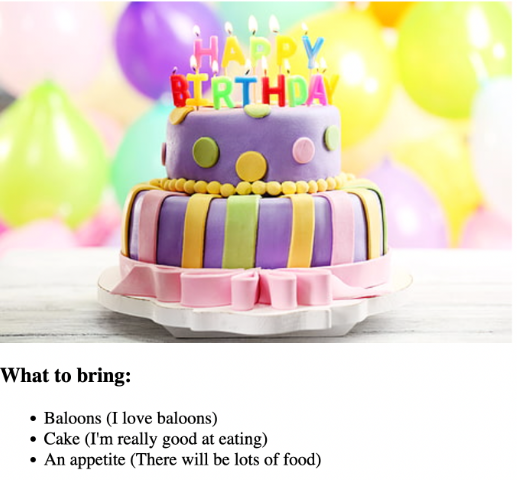 HAPPY
BIRTHDAY
What to bring:
Baloons (I love baloons)
Cake (I'm really good at eating)
An appetite (There will be lots of food)